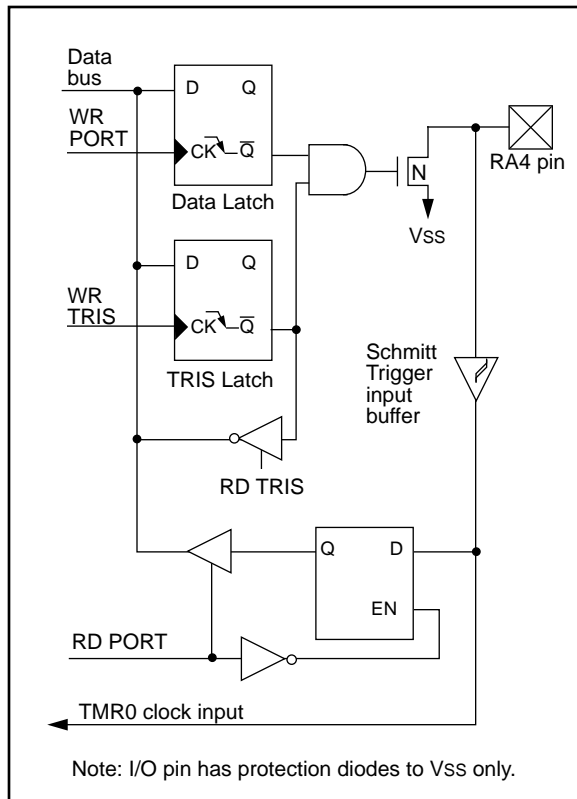 Data
bus
D Q
WR
PORT
CK Q
N
RA4 pin
Data Latch
VSS
D Q
WR
TRIS
CK Q
Schmitt
Trigger
input
buffer
TRIS Latch
RD TRIS
Q D
EN
RD PORT
TMR0 clock input
Note: I/O pin has protection diodes to VSS only.